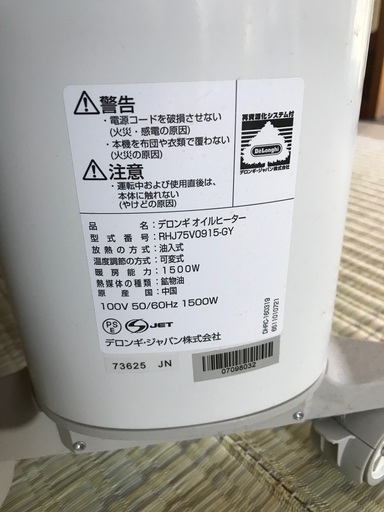 ⚠警告
・電源コードを破損させない
(火災・感電の原因)
・本機を布団や衣類で覆わない
(火災の原因)
⚠注意
・運転中および使用直後は、
本体に触れない
(やけどの原因)
再資源化システム付
DeLonghi
デロンギ・ジャパン株式会社
品名:デロンギ オイルヒーター
型式番号:RHJ75V0915-GY
放熱の方式:油入式
温度調節の方式:可変式
暖房能力:1500W
熱媒体の種類:鉱物油
原産国:中国
100V 50/60Hz 1500W
PS
E
S JET
デロンギ・ジャパン株式会社
73625 JN
07098032